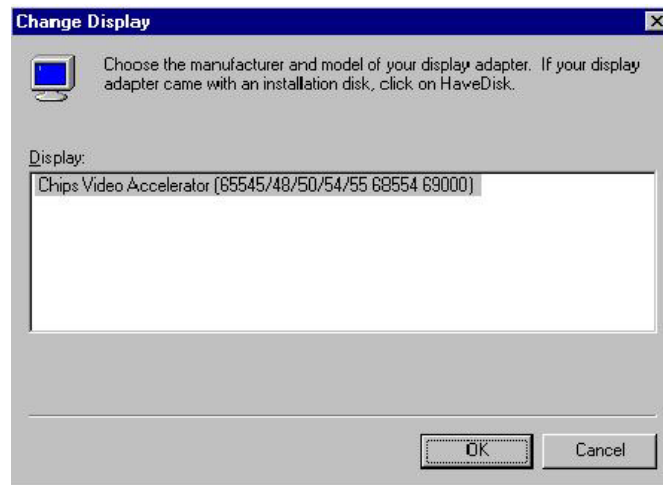 Change Display
Choose the manufacturer and model of your display adapter. If your display
adapter came with an installation disk, click on HaveDisk.
Display:
Chips Video Accelerator (65545/48/50/54/55 68554 69000)
OK
Cancel